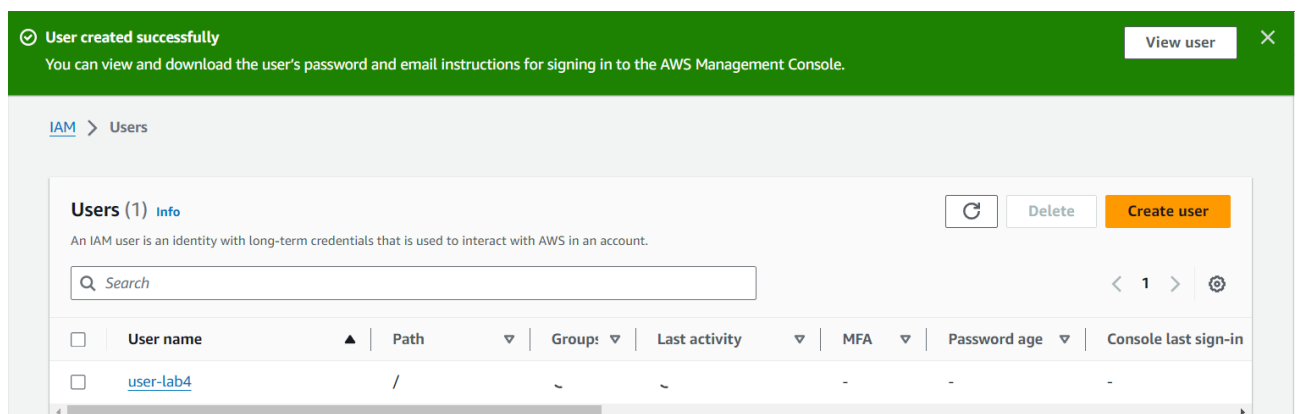 User created successfully
View user
You can view and download the user's password and email instructions for signing in to the AWS Management Console.
IAM > Users
Users (1) Info
Delete
Create user
An IAM user is an identity with long-term credentials that is used to interact with AWS in an account.
Search
1
User name Path Groups Last activity MFA Password age Console last sign-in
user-lab4 / - - -